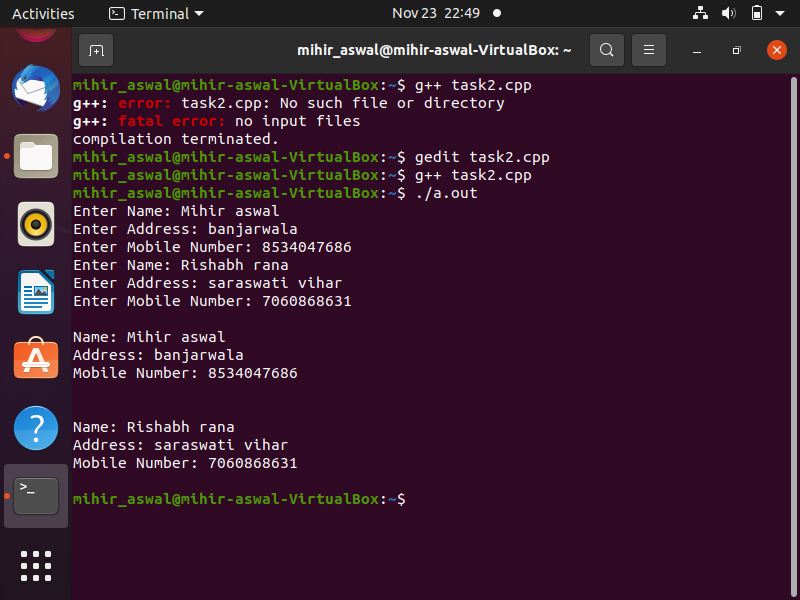 Activities Terminal Nov 23 22:49
mihir_aswal@mihir-aswal-VirtualBox: ~
mihir_aswal@mihir-aswal-VirtualBox:~$ g++ task2.cpp
g++: error: task2.cpp: No such file or directory
g++: fatal error: no input files
compilation terminated.
mihir_aswal@mihir-aswal-VirtualBox:~$ gedit task2.cpp
mihir_aswal@mihir-aswal-VirtualBox:~$ g++ task2.cpp
mihir_aswal@mihir-aswal-VirtualBox:~$ ./a.out
Enter Name: Mihir aswal
Enter Address: banjarwala
Enter Mobile Number: 8534047686
Enter Name: Rishabh rana
Enter Address: saraswati vihar
Enter Mobile Number: 7060868631
Name: Mihir aswal
Address: banjarwala
Mobile Number: 8534047686
Name: Rishabh rana
Address: saraswati vihar
Mobile Number: 7060868631
mihir_aswal@mihir-aswal-VirtualBox:~$